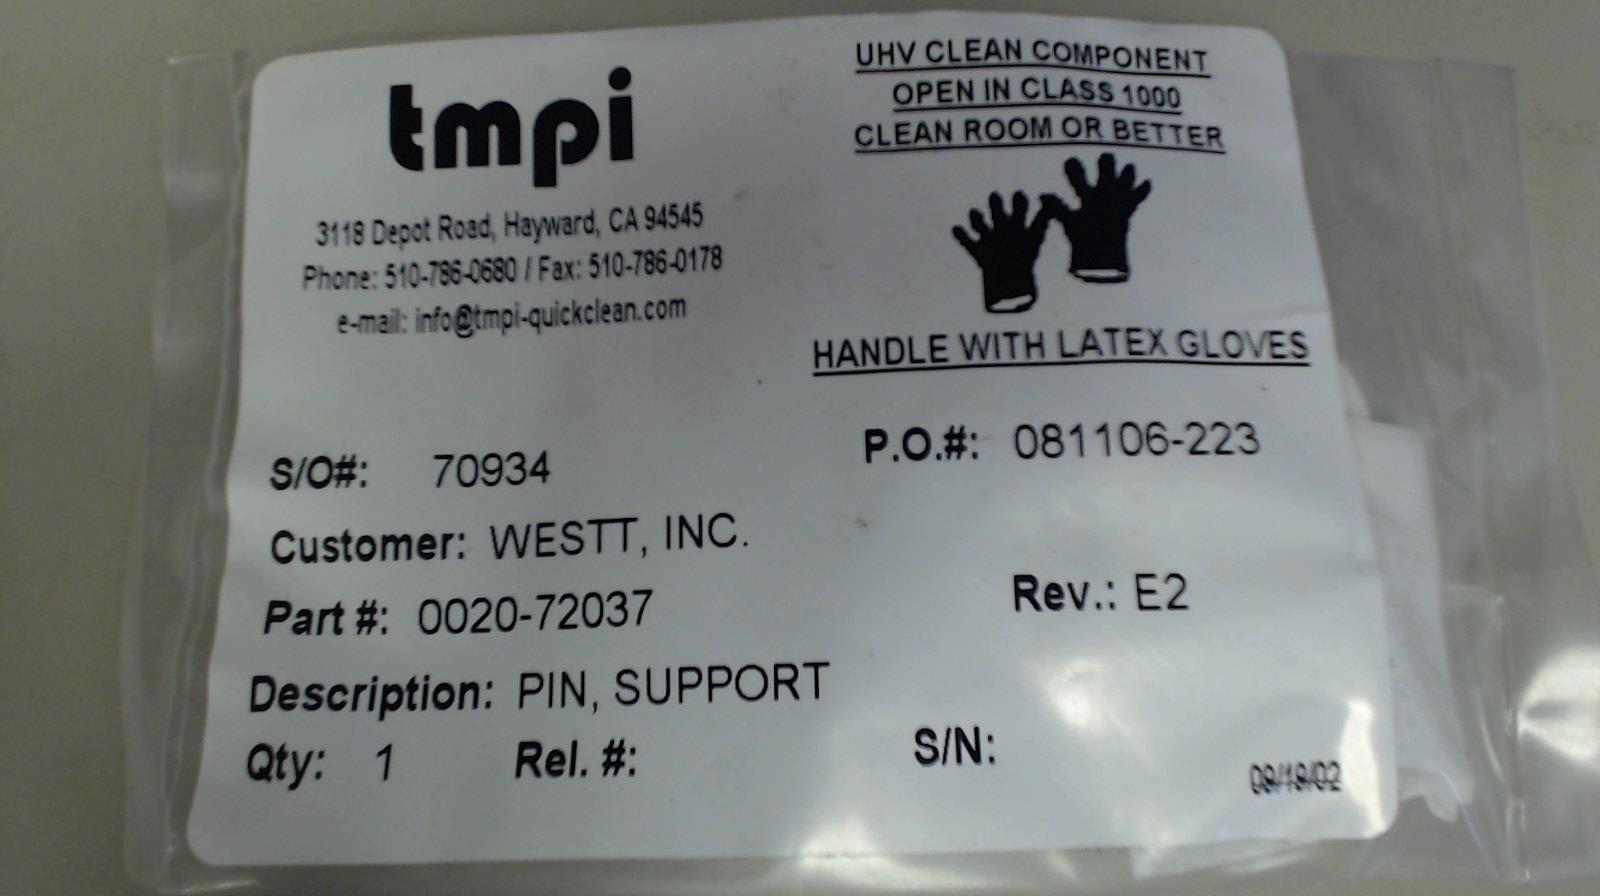 tmpi
3118 Depot Road, Hayward, CA 94545
Phone: 510-786-0680 / Fax: 510-786-0178
e-mail: info@tmpi-quickclean.com
UHV CLEAN COMPONENT
OPEN IN CLASS 1000
CLEAN ROOM OR BETTER
HANDLE WITH LATEX GLOVES
S/O#: 70934
P.O.#: 081106-223
Customer: WESTT, INC.
Part #: 0020-72037
Rev.: E2
Description: PIN, SUPPORT
Qty: 1 Rel. #: S/N: